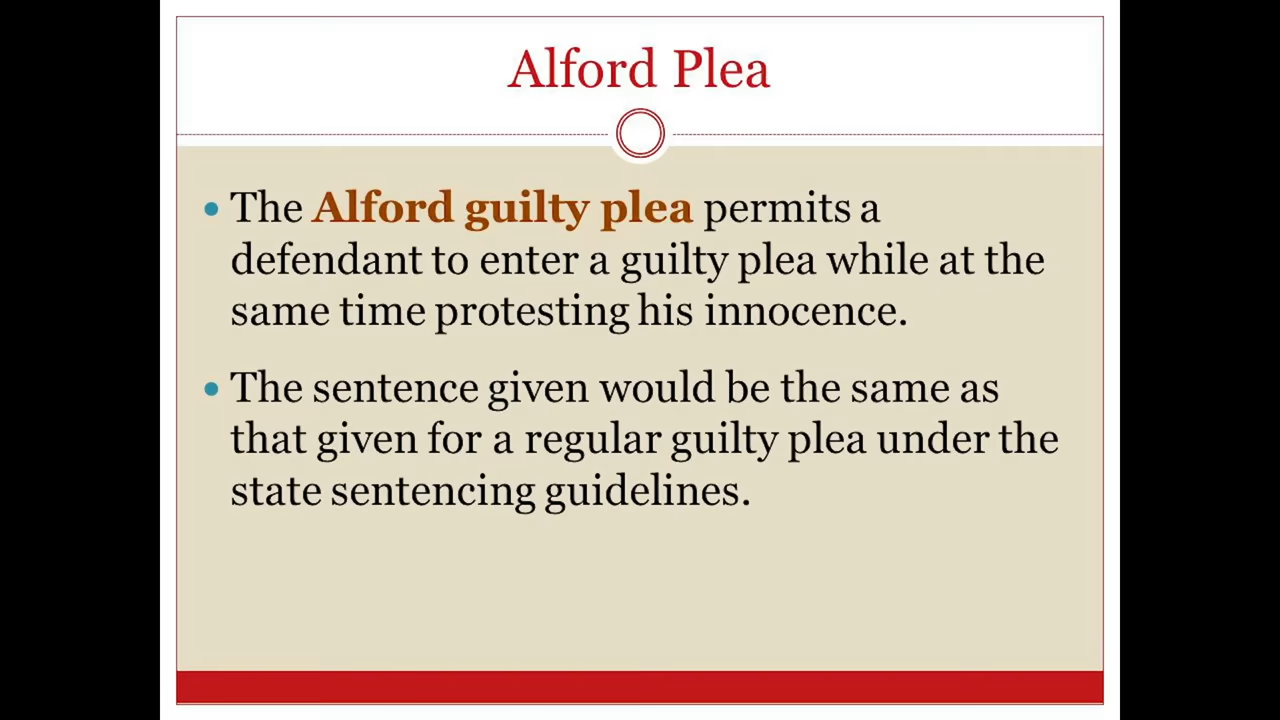 Alford Plea
• The Alford guilty plea permits a
defendant to enter a guilty plea while at the
same time protesting his innocence.
• The sentence given would be the same as
that given for a regular guilty plea under the
state sentencing guidelines.